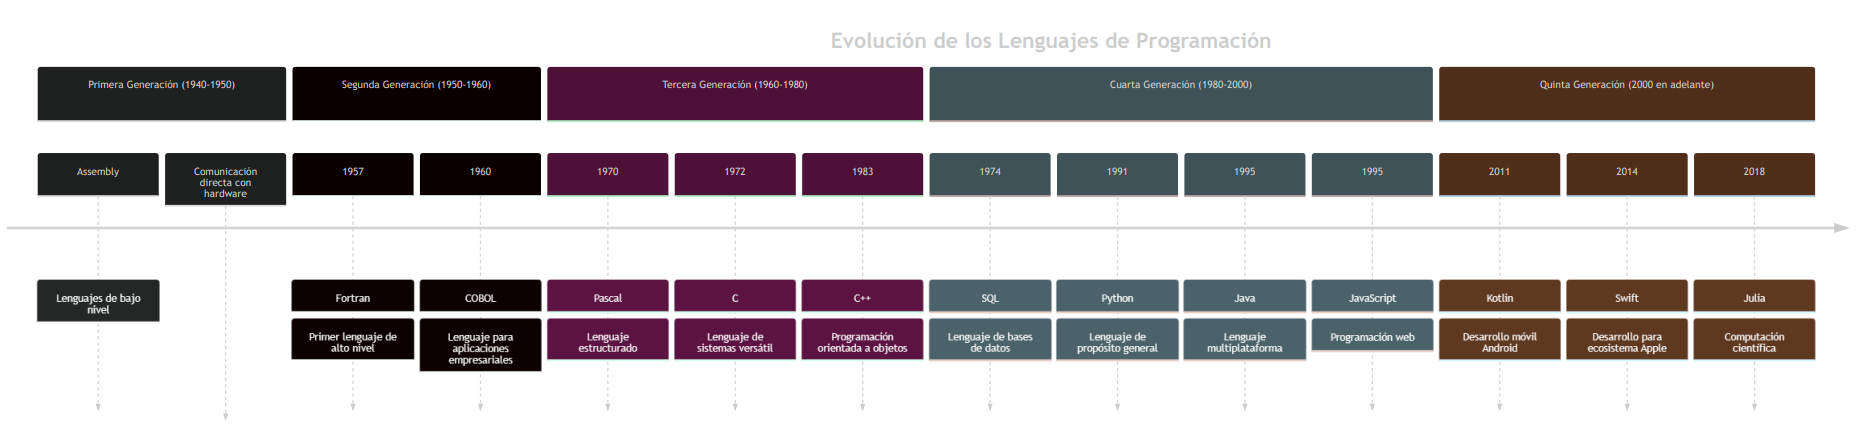 Evolución de los Lenguajes de Programación
Primera Generación (1940-1950)
Segunda Generación (1950-1960)
Tercera Generación (1960-1980)
Cuarta Generación (1980-2000)
Quinta Generación (2000 en adelante)
Assembly
Comunicación
directa con
hardware
1957
1960
1970
1972
1983
1974
1991
1995
1995
2011
2014
2018
Lenguajes de bajo
nivel
Fortran
COBOL
Pascal
C
C++
SQL
Python
Java
JavaScript
Kotlin
Swift
Julia
Primer lenguaje de
alto nivel
Lenguaje para
aplicaciones
empresariales
Lenguaje
estructurado
Lenguaje de
sistemas versátil
Programación
orientada a objetos
Lenguaje de bases
de datos
Lenguaje de
propósito general
Lenguaje
multiplataforma
Programación web
Desarrollo móvil
Android
Desarrollo para
ecosistema Apple
Computación
científica